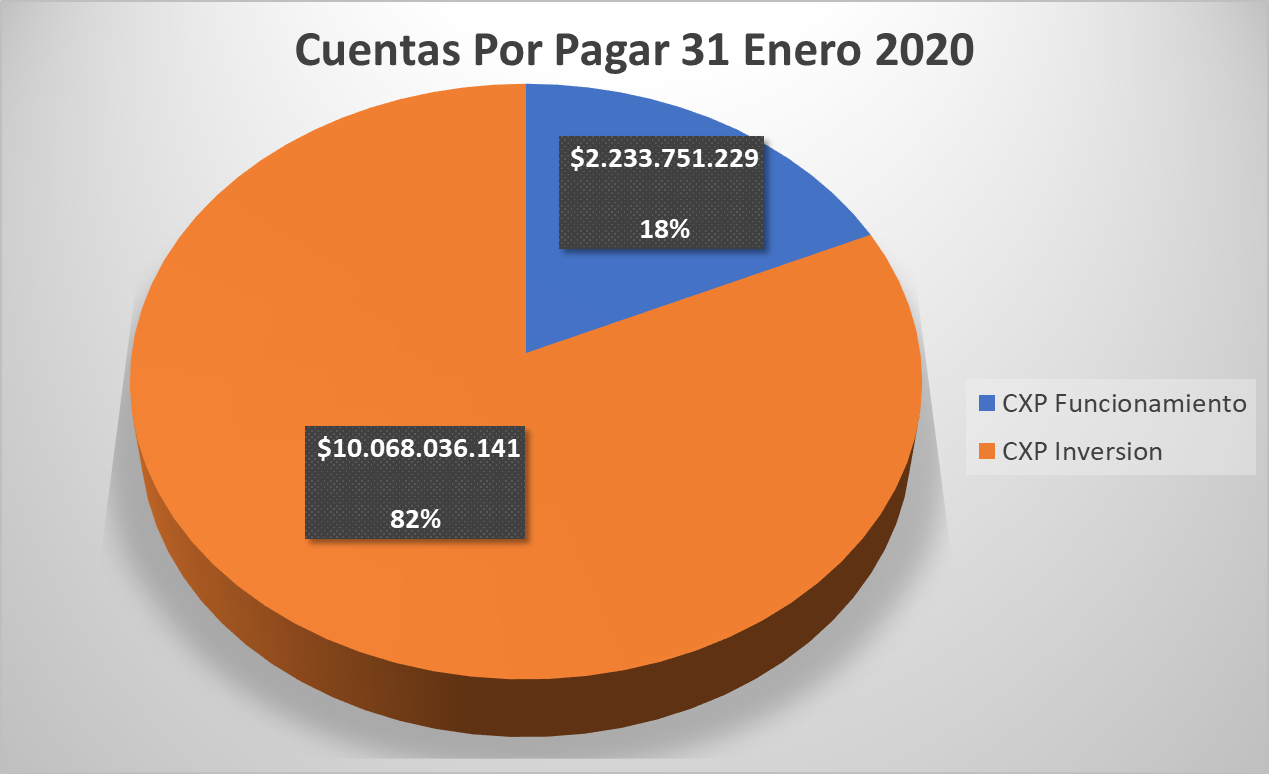 Cuentas Por Pagar 31 Enero 2020
$2.233.751.229
18%
$10.068.036.141
82%
CXP Funcionamiento
CXP Inversion